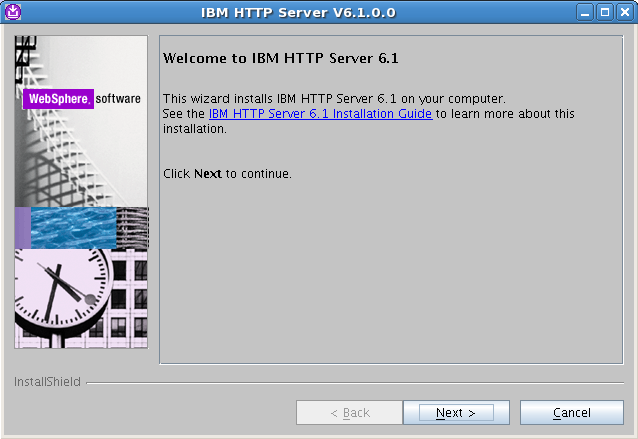 IBM HTTP Server V6.1.0.0
WebSphere. software
Welcome to IBM HTTP Server 6.1
This wizard installs IBM HTTP Server 6.1 on your computer.
See the IBM HTTP Server 6.1 Installation Guide to learn more about this
installation.
Click Next to continue.
InstallShield
< Back
Next >
Cancel